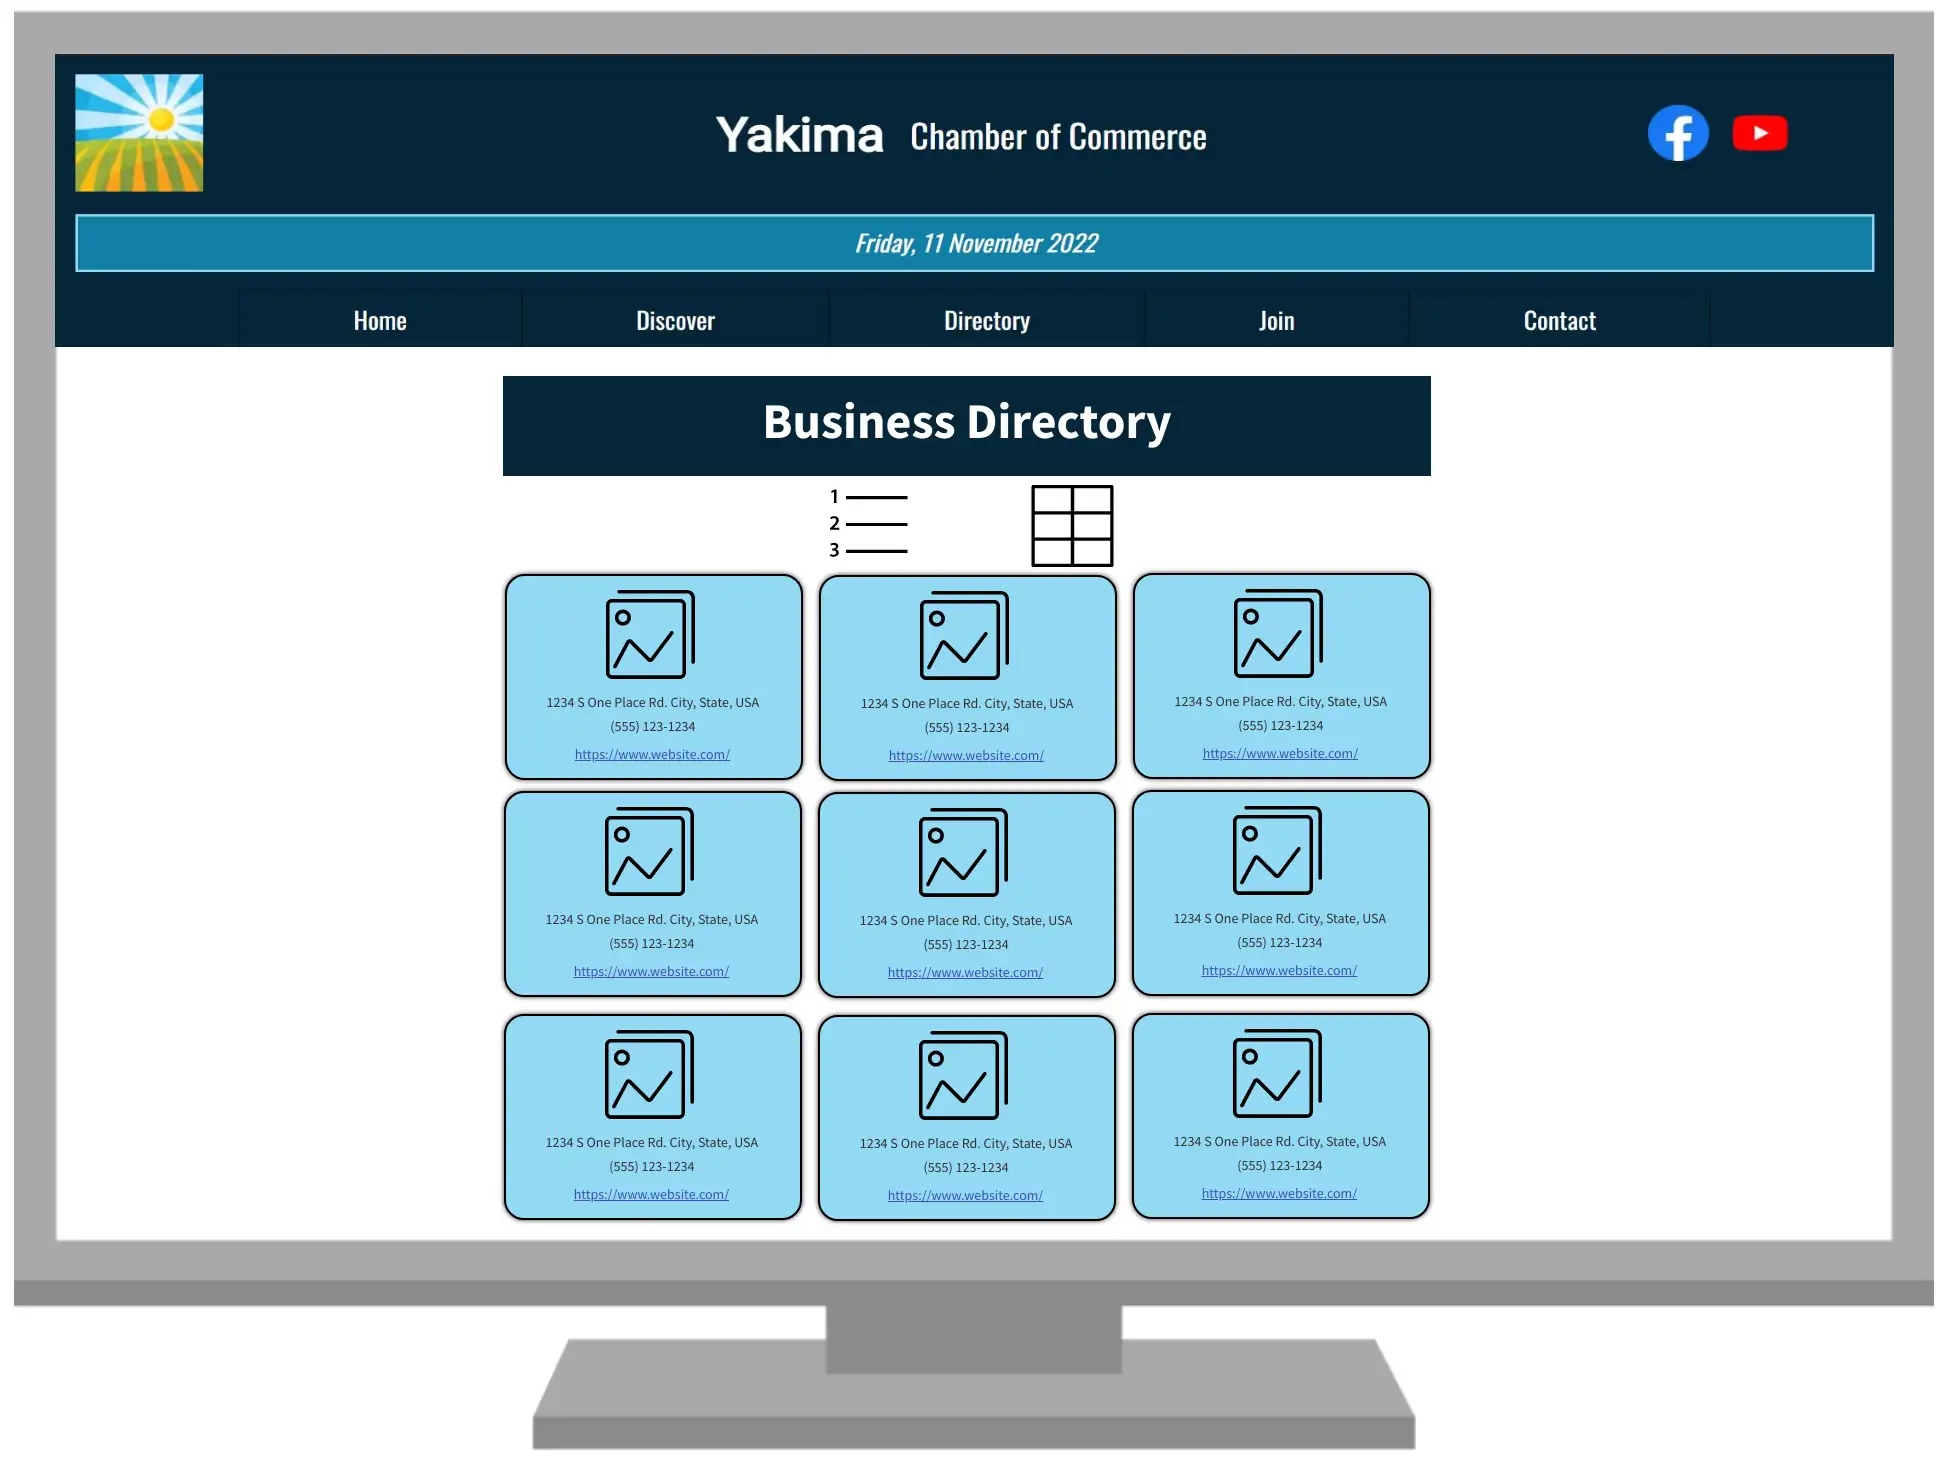 Yakima Chamber of Commerce
Friday, 11 November 2022
Home Discover Directory Join Contact
Business Directory
1
2
3
1234 S One Place Rd. City, State, USA
(555) 123-1234
https://www.website.com/
1234 S One Place Rd. City, State, USA
(555) 123-1234
https://www.website.com/
1234 S One Place Rd. City, State, USA
(555) 123-1234
https://www.website.com/
1234 S One Place Rd. City, State, USA
(555) 123-1234
https://www.website.com/
1234 S One Place Rd. City, State, USA
(555) 123-1234
https://www.website.com/
1234 S One Place Rd. City, State, USA
(555) 123-1234
https://www.website.com/
1234 S One Place Rd. City, State, USA
(555) 123-1234
https://www.website.com/
1234 S One Place Rd. City, State, USA
(555) 123-1234
https://www.website.com/
1234 S One Place Rd. City, State, USA
(555) 123-1234
https://www.website.com/